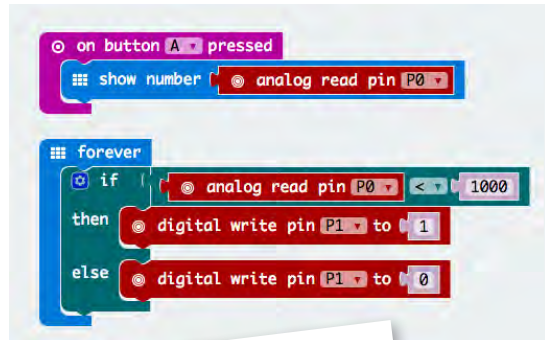 on button A pressed
show number analog read pin P0
forever
if analog read pin P0 < 1000
then digital write pin P1 to 1
else digital write pin P1 to 0